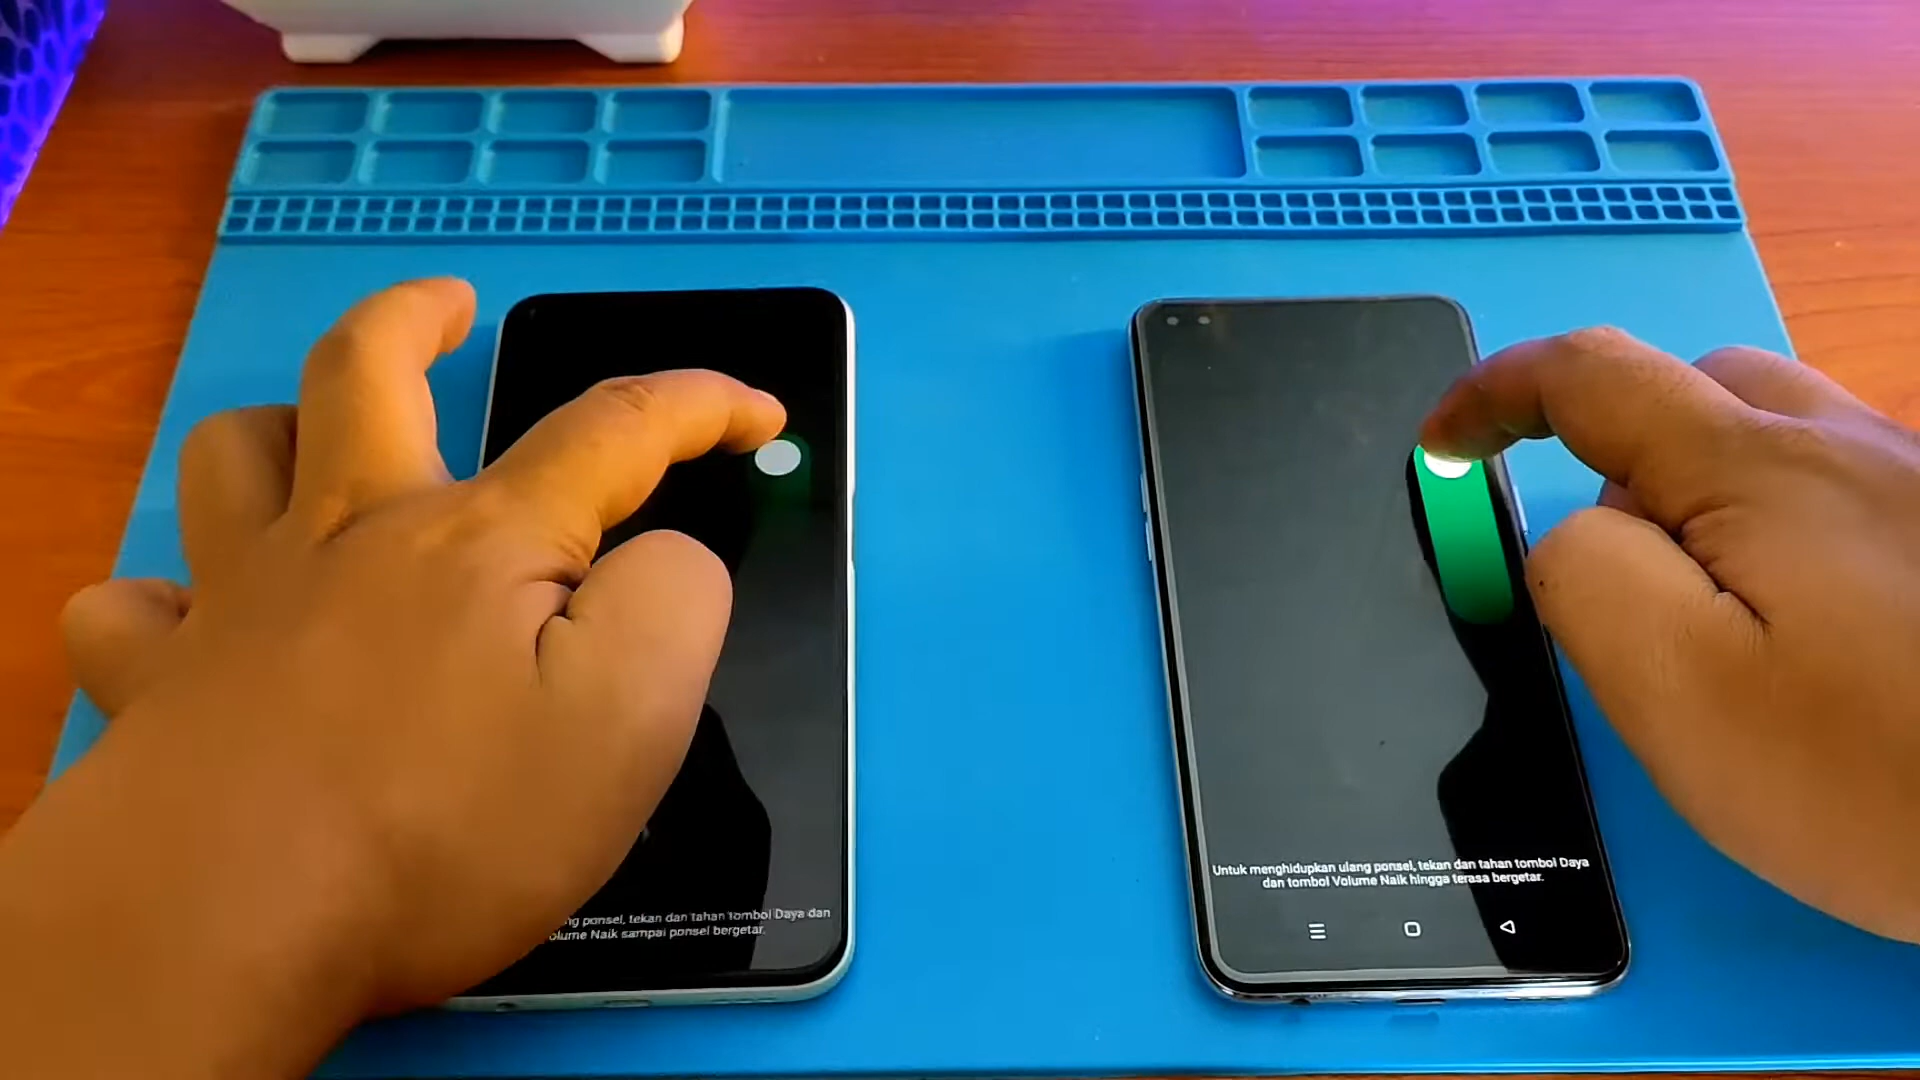 ng ponsel, tekan dan tahan tombol Daya dan
olume Naik sampai ponsel bergetar.
Untuk menghidupkan ulang ponsel, tekan dan tahan tombol Daya
dan tombol Volume Naik hingga terasa bergetar.